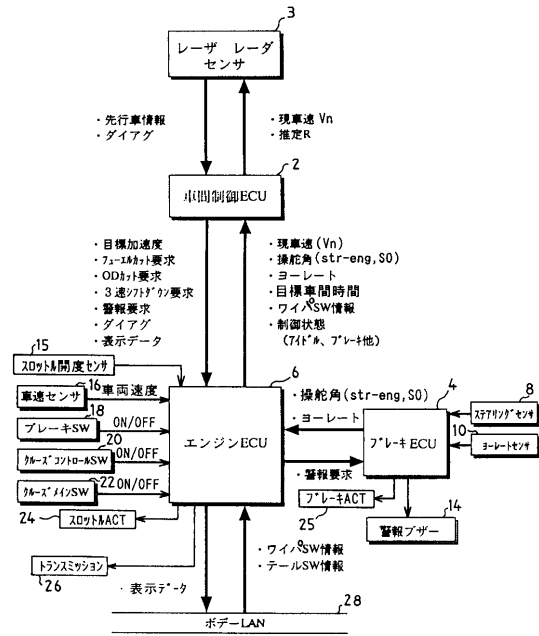 3
レーザ レーダ
センサ
・先行車情報
・ダイアグ
・現車速 Vn
・推定R
2
車間制御ECU
・目標加速度
・フューエルカット要求
・ODカット要求
・3速シフトダウン要求
・警報要求
・ダイアグ
・表示データ
・現車速(Vn)
・操舵角(str-eng,S0)
・ヨーレート
・目標車間時間
・ワイパSW情報
・制御状態
(アイドル、ブレーキ他)
15
スロットル開度センサ
16
車速センサ
車両速度
18
ブレーキSW
ON/OFF
20
クルーズコントロールSW
ON/OFF
22
クルーズメインSW
ON/OFF
24
スロットルACT
トランスミッション
26
6
エンジンECU
・操舵角(str-eng,S0)
・ヨーレート
・警報要求
4
ブレーキECU
8
ステアリングセンサ
10
ヨーレートセンサ
ブレーキACT
25
14
警報ブザー
・表示データ
・ワイパSW情報
・テールSW情報
28
ボデーLAN